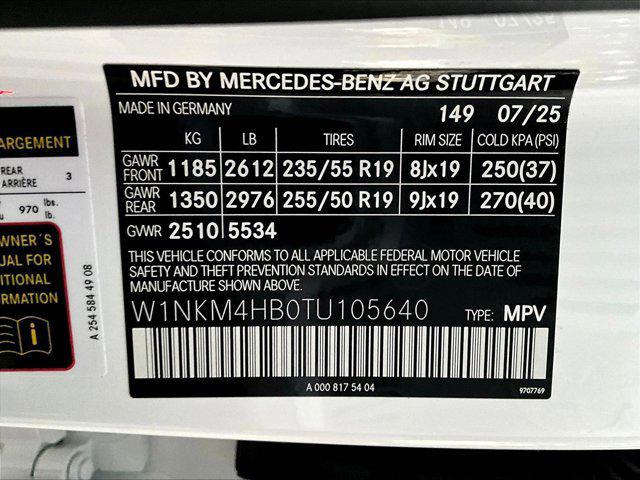 MFD BY MERCEDES-BENZ AG STUTTGART
MADE IN GERMANY 149 07/25
KG LB TIRES RIM SIZE COLD KPA(PSI)
GAWR FRONT 1185 2612 235/55 R19 8Jx19 250(37)
GAWR REAR 1350 2976 255/50 R19 9Jx19 270(40)
GVWR 2510 5534
THIS VEHICLE CONFORMS TO ALL APPLICABLE FEDERAL MOTOR VEHICLE
SAFETY AND THEFT PREVENTION STANDARDS IN EFFECT ON THE DATE OF
MANUFACTURE SHOWN ABOVE.
W1NKM4HB0TU105640 TYPE: MPV
A 000 817 54 04
9707769
ARGEMENT
REAR
ARRIÈRE 3
970 lbs.
lb.
OWNER´S
UAL FOR
ITIONAL
RMATION
A 254 584 49 08